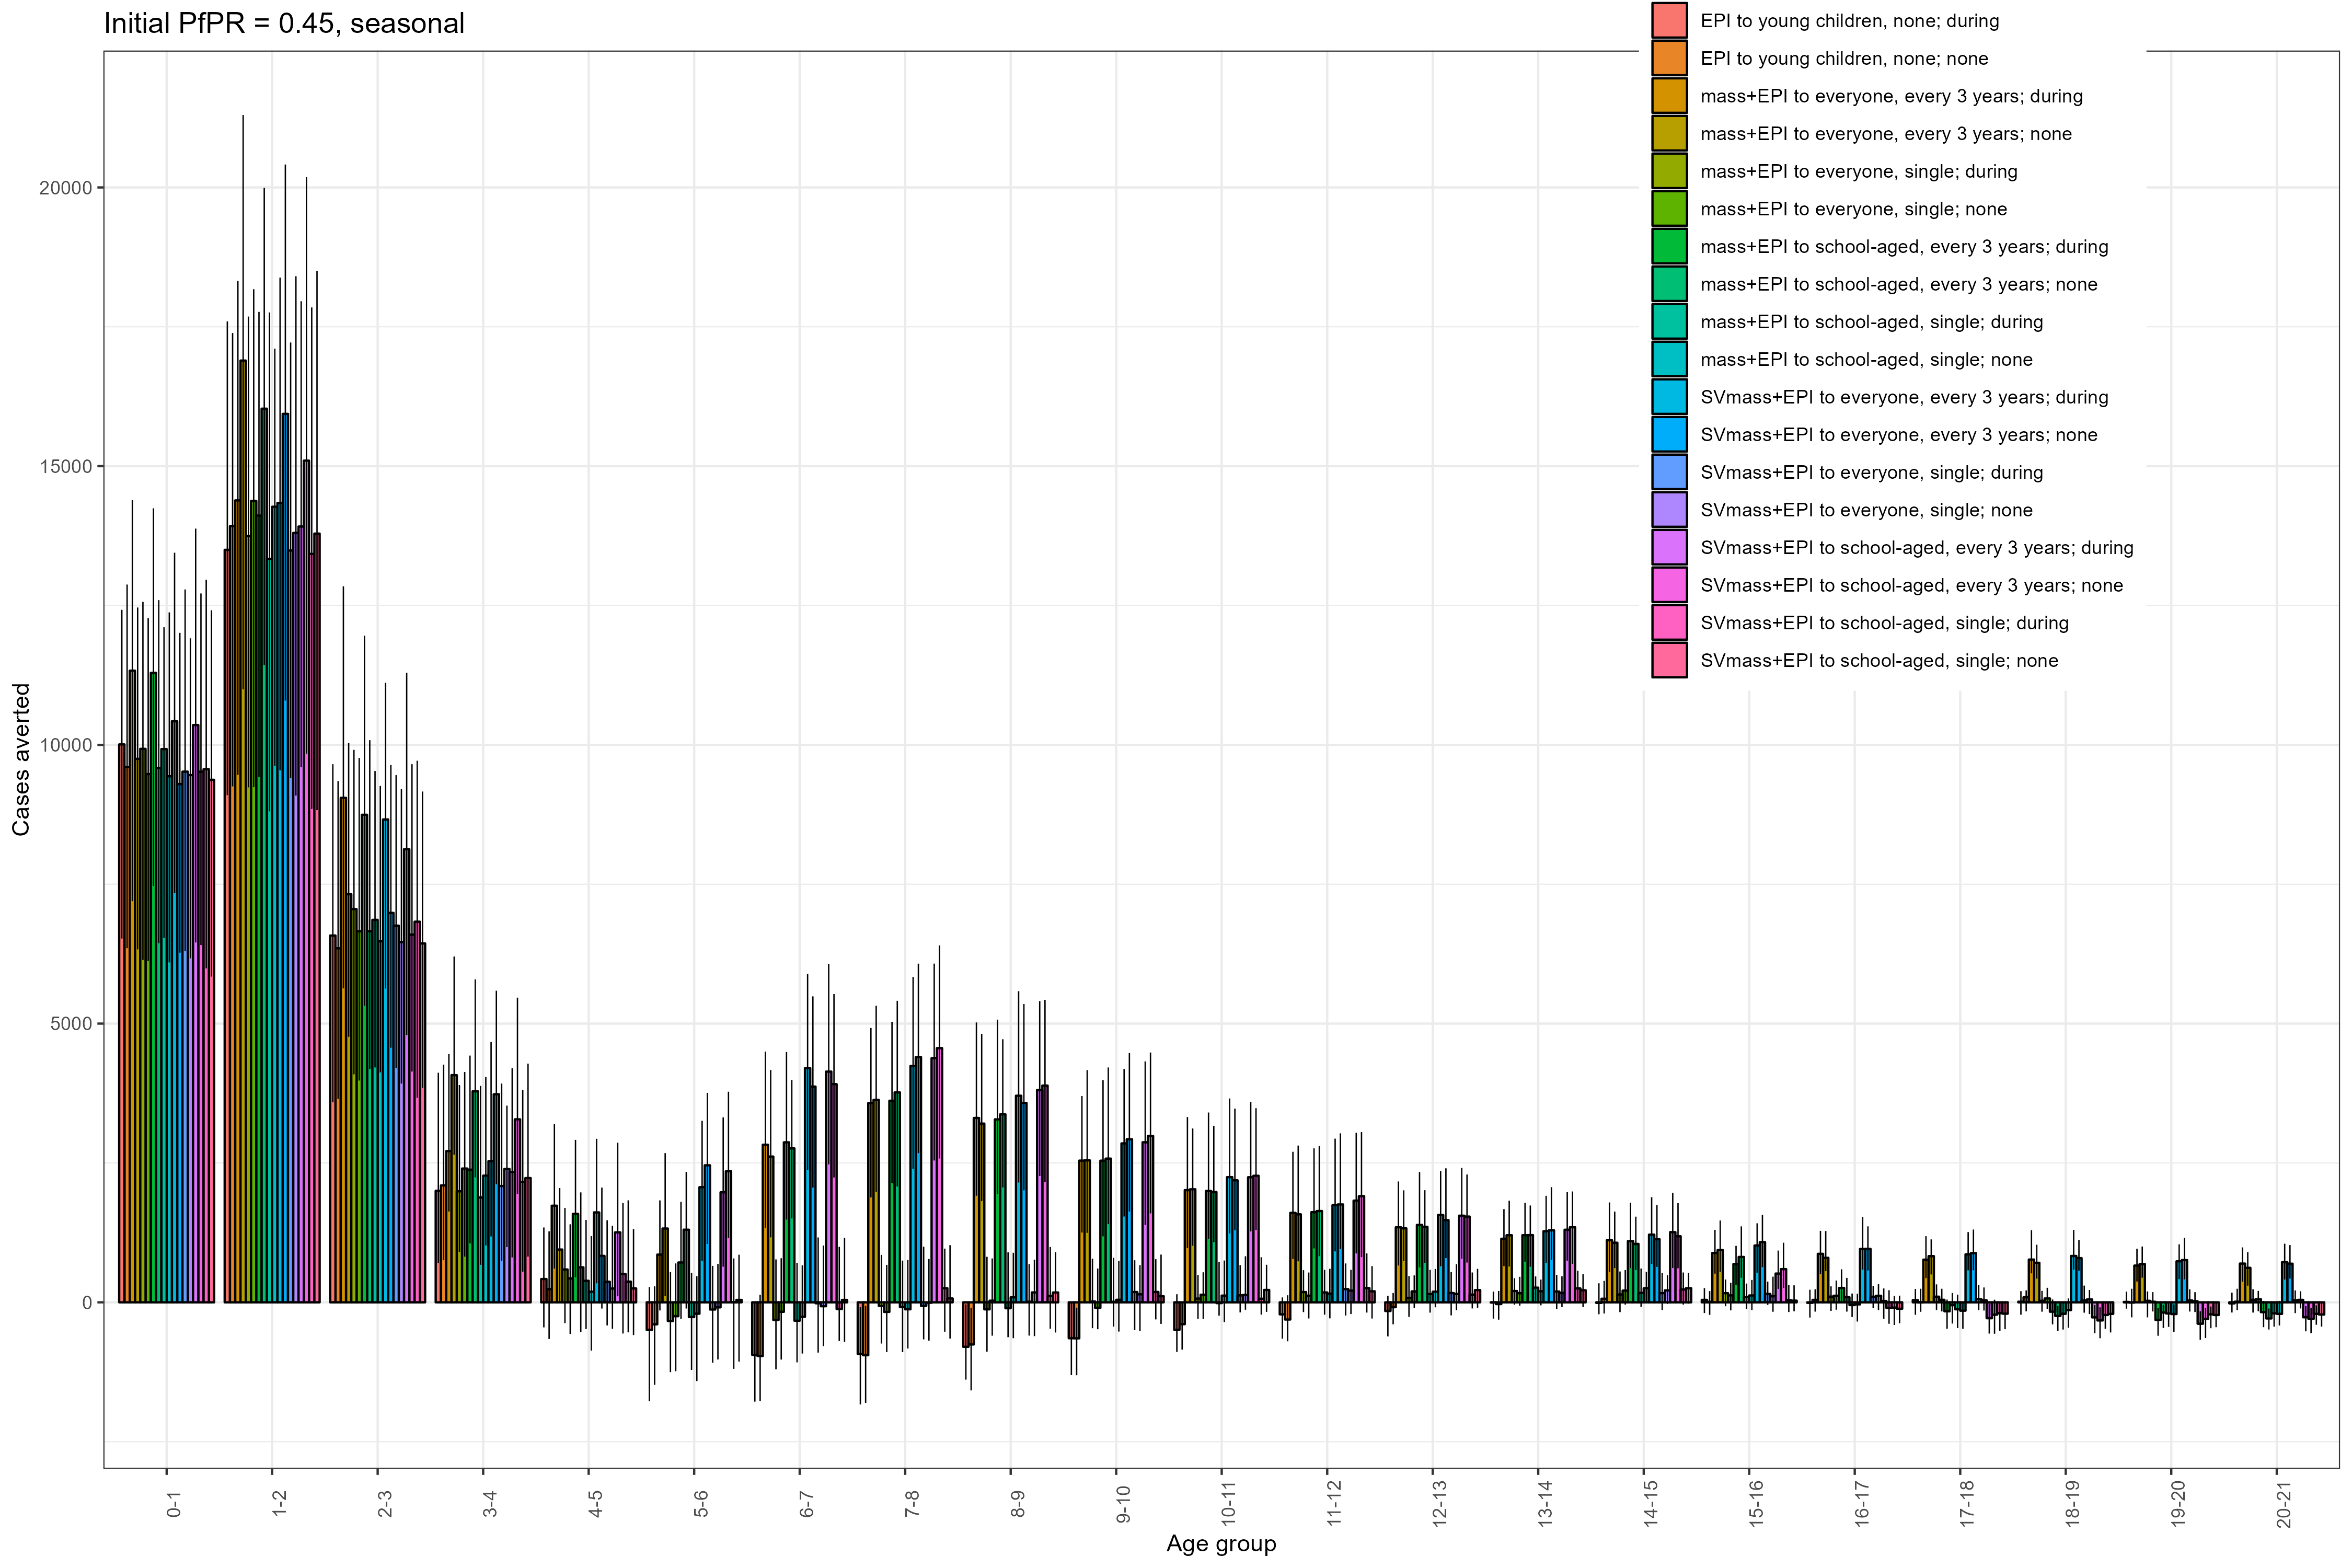 Initial PfPR = 0.45, seasonal
EPI to young children, none; during
EPI to young children, none; none
mass+EPI to everyone, every 3 years; during
mass+EPI to everyone, every 3 years; none
mass+EPI to everyone, single; during
mass+EPI to everyone, single; none
mass+EPI to school-aged, every 3 years; during
mass+EPI to school-aged, every 3 years; none
mass+EPI to school-aged, single; during
mass+EPI to school-aged, single; none
SVmass+EPI to everyone, every 3 years; during
SVmass+EPI to everyone, every 3 years; none
SVmass+EPI to everyone, single; during
SVmass+EPI to everyone, single; none
SVmass+EPI to school-aged, every 3 years; during
SVmass+EPI to school-aged, every 3 years; none
SVmass+EPI to school-aged, single; during
SVmass+EPI to school-aged, single; none
Cases averted
20000
15000
10000
5000
0
0-1
1-2
2-3
3-4
4-5
5-6
6-7
7-8
8-9
9-10
10-11
11-12
12-13
13-14
14-15
15-16
16-17
17-18
18-19
19-20
20-21
Age group